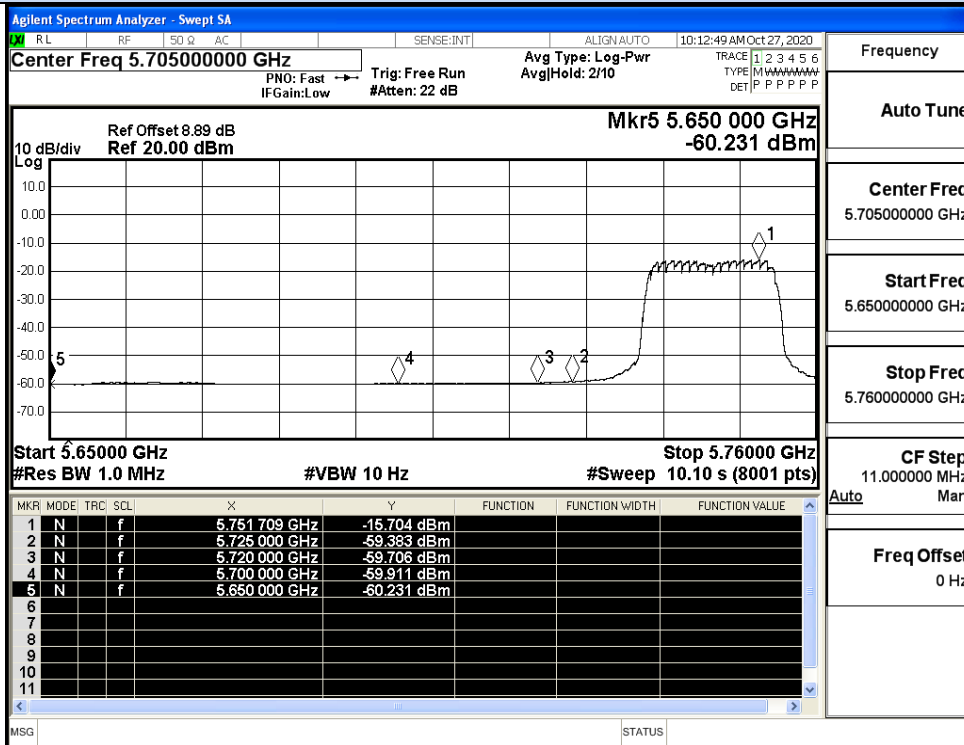 Agilent Spectrum Analyzer - Swept SA
LXI RL RF 50 Ω AC SENSE:INT ALIGN AUTO 10:12:49 AM Oct 27, 2020
Center Freq 5.705000000 GHz
PNO: Fast
IFGain:Low
Trig: Free Run
#Atten: 22 dB
Avg Type: Log-Pwr
Avg|Hold: 2/10
TRACE 1 2 3 4 5 6
TYPE M W W W W W
DET P P P P P P
Ref Offset 8.89 dB
Ref 20.00 dBm
10 dB/div
Log
Mkr5 5.650 000 GHz
-60.231 dBm
10.0
0.00
-10.0
-20.0
-30.0
-40.0
-50.0
-60.0
-70.0
1
2
3
4
5
Start 5.65000 GHz Stop 5.76000 GHz
#Res BW 1.0 MHz #VBW 10 Hz #Sweep 10.10 s (8001 pts)
MKR MODE TRC SCL X Y FUNCTION FUNCTION WIDTH FUNCTION VALUE
1 N f 5.751 709 GHz -15.704 dBm
2 N f 5.725 000 GHz -59.383 dBm
3 N f 5.720 000 GHz -59.706 dBm
4 N f 5.700 000 GHz -59.911 dBm
5 N f 5.650 000 GHz -60.231 dBm
6
7
8
9
10
11
MSG STATUS
Frequency
Auto Tune
Center Freq
5.705000000 GHz
Start Freq
5.650000000 GHz
Stop Freq
5.760000000 GHz
CF Step
11.000000 MHz
Auto Man
Freq Offset
0 Hz